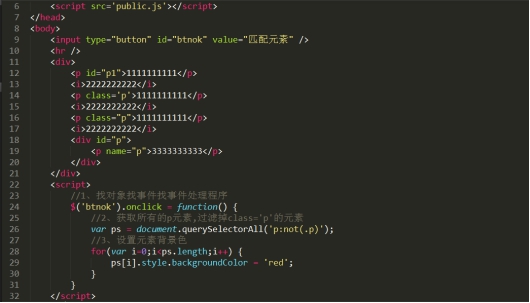 6 <script src='public.js'></script>
7 </head>
8 <body>
9 <input type="button" id="btnok" value="匹配元素" />
10 <hr />
11 <div>
12 <p id="p1">1111111111</p>
13 <i>2222222222</i>
14 <p class='p'>1111111111</p>
15 <i>2222222222</i>
16 <p class="p">1111111111</p>
17 <i>2222222222</i>
18 <div id="p">
19 <p name="p">3333333333</p>
20 </div>
21 </div>
22 <script>
23 //1、找对象找事件找事件处理程序
24 $('btnok').onclick = function() {
25 //2、获取所有的p元素,过滤掉class='p'的元素
26 var ps = document.querySelectorAll('p:not(.p)');
27 //3、设置元素背景色
28 for(var i=0;i<ps.length;i++) {
29 ps[i].style.backgroundColor = 'red';
30 }
31 }
32 </script>